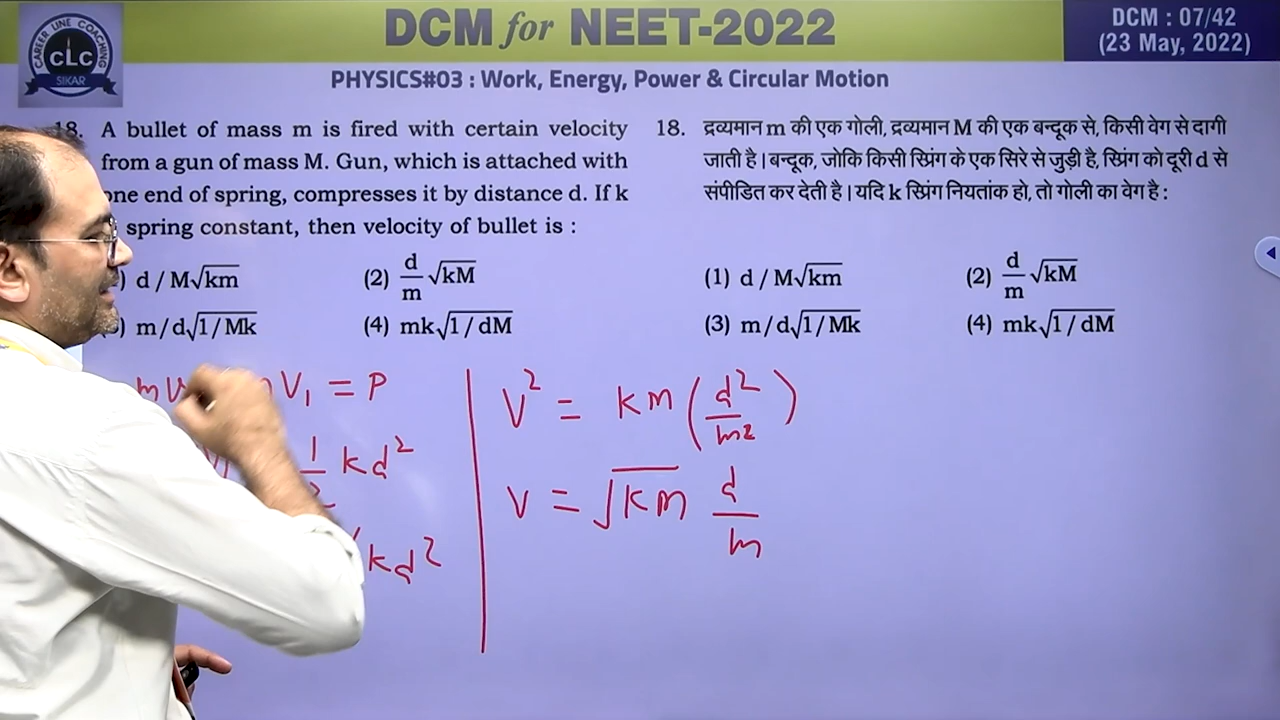 DCM for NEET-2022
DCM : 07/42
(23 May, 2022)
CAREER LINE COACHING
CLC
SIKAR
PHYSICS#03 : Work, Energy, Power & Circular Motion
18. A bullet of mass m is fired with certain velocity
from a gun of mass M. Gun, which is attached with
one end of spring, compresses it by distance d. If k
spring constant, then velocity of bullet is :
) d / M√km
(2) d/m √kM
) m/d√1/Mk
(4) mk√1/dM
18. द्रव्यमान m की एक गोली, द्रव्यमान M की एक बन्दूक से, किसी वेग से दागी
जाती है। बन्दूक, जोकि किसी स्प्रिंग के एक सिरे से जुड़ी है, स्प्रिंग को दूरी d से
संपीडित कर देती है। यदि k स्प्रिंग नियतांक हो, तो गोली का वेग है :
(1) d / M√km
(2) d/m √kM
(3) m/d√1/Mk
(4) mk√1/dM
V₁ = P
1/2 kd²
kd²
V² = km (d²/m²)
V = √km d/m